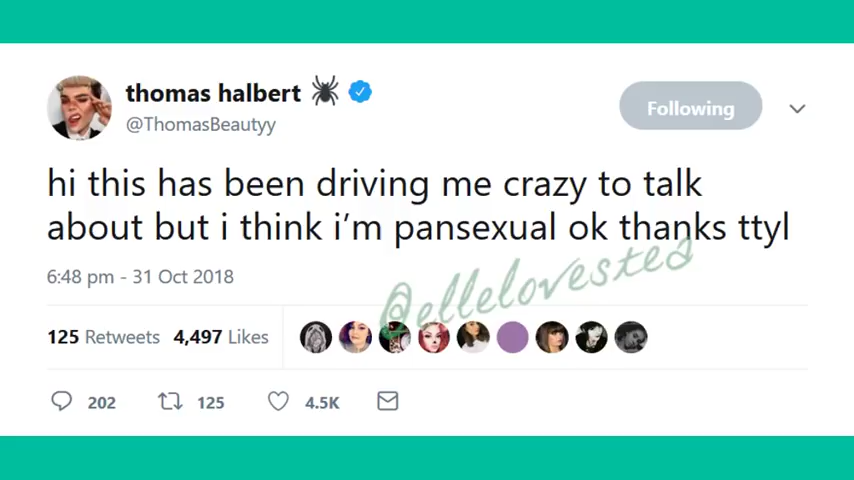 thomas halbert 🕷
@ThomasBeautyy
Following
hi this has been driving me crazy to talk
about but i think i’m pansexual ok thanks ttyl
@ellelovestea
6:48 pm - 31 Oct 2018
125 Retweets 4,497 Likes
202 125 4.5K